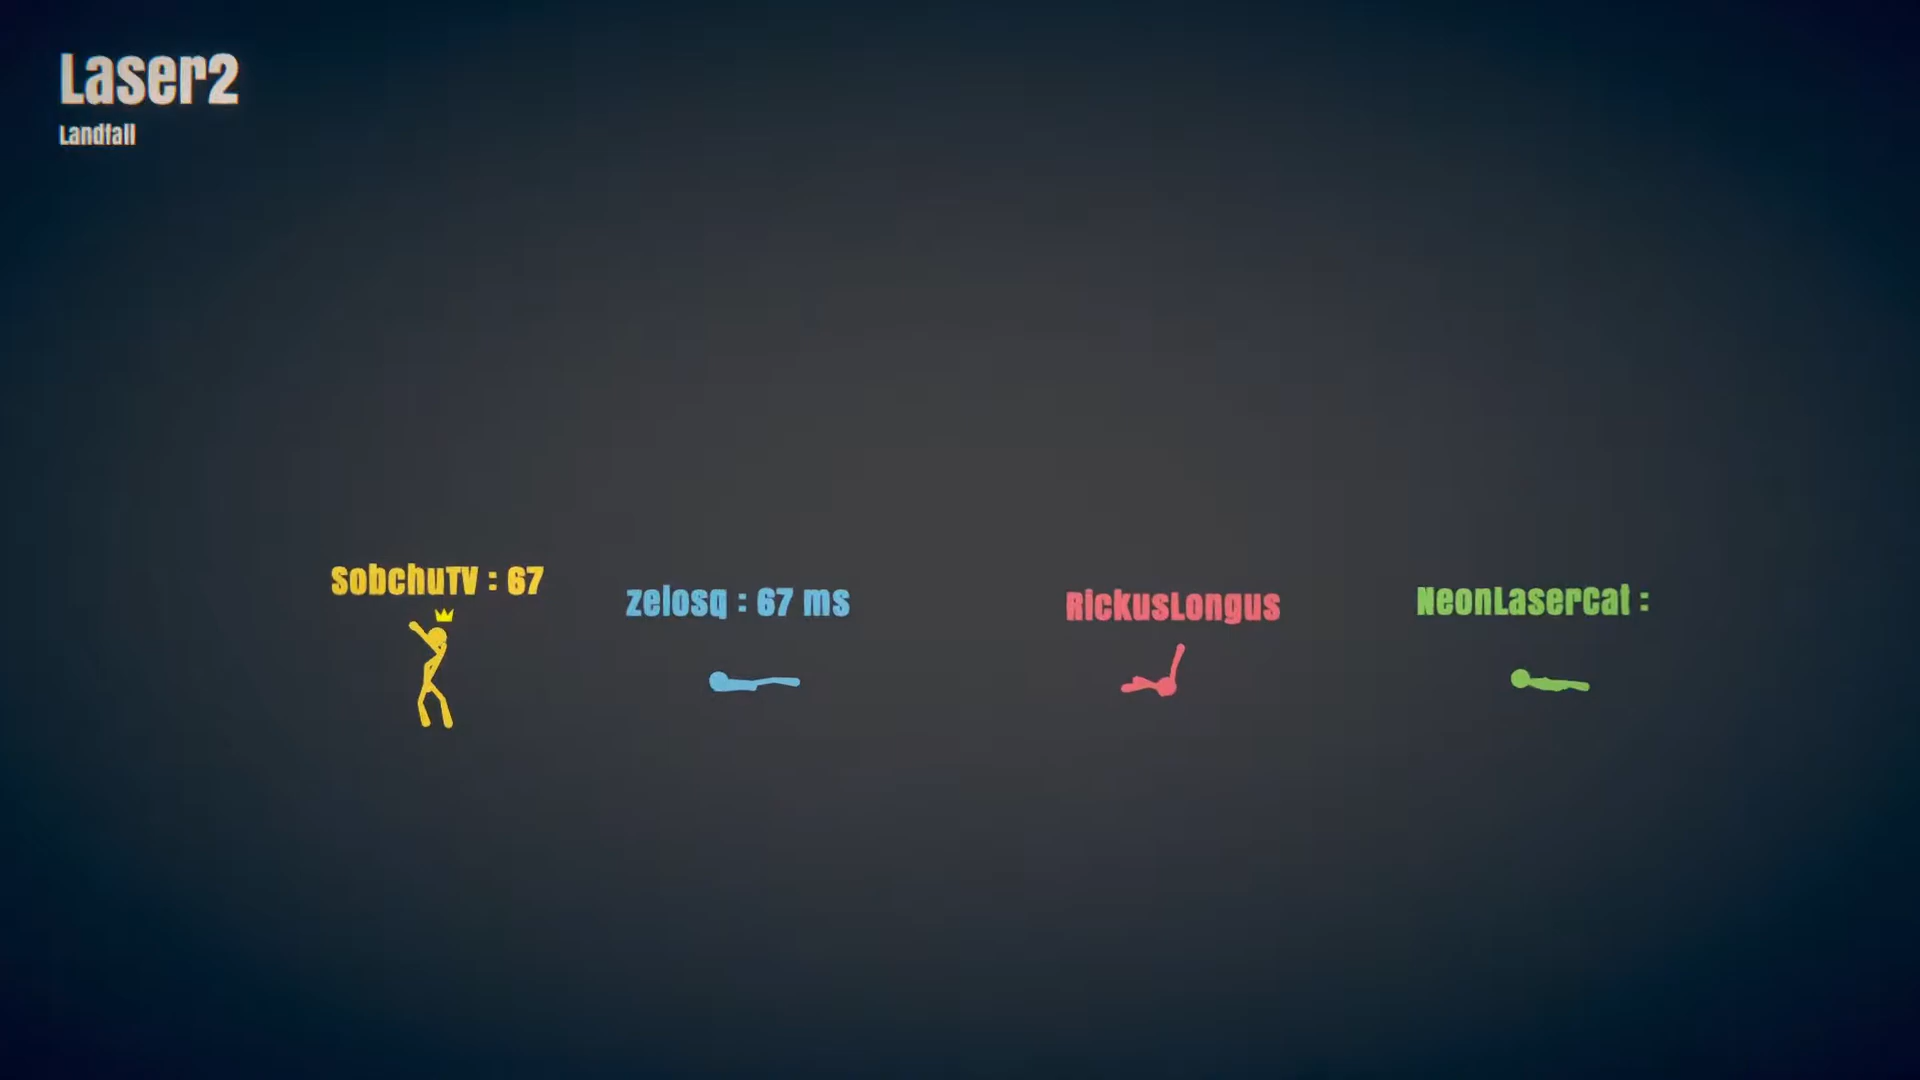 Laser2
Landfall
sobchuTV : 67
zelosq : 67 ms
RickusLongus
NeonLaserCat :